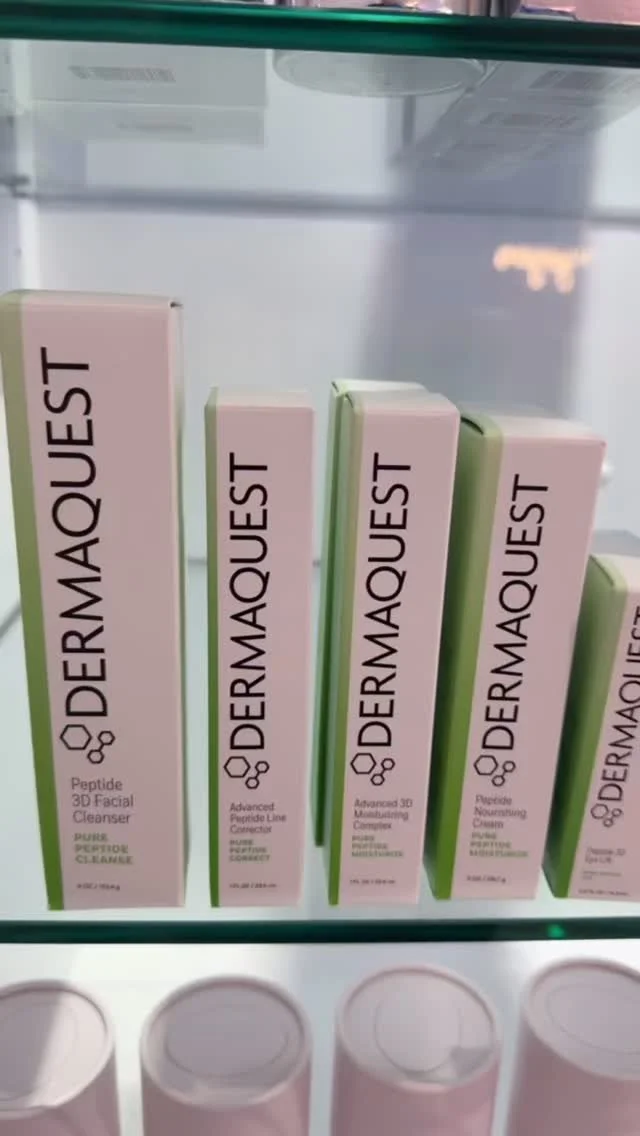 DERMAQUEST
Peptide
3D Facial
Cleanser
PURE
PEPTIDE
CLEANSE
DERMAQUEST
Advanced
Peptide Line
Corrector
PURE
PEPTIDE
CORRECT
DERMAQUEST
Advanced 3D
Moisturizing
Complex
PURE
PEPTIDE
MOISTURIZE
DERMAQUEST
Peptide
Nourishing
Cream
PURE
PEPTIDE
MOISTURIZE
DERMAQUEST
Peptide 3D
Eye Lift